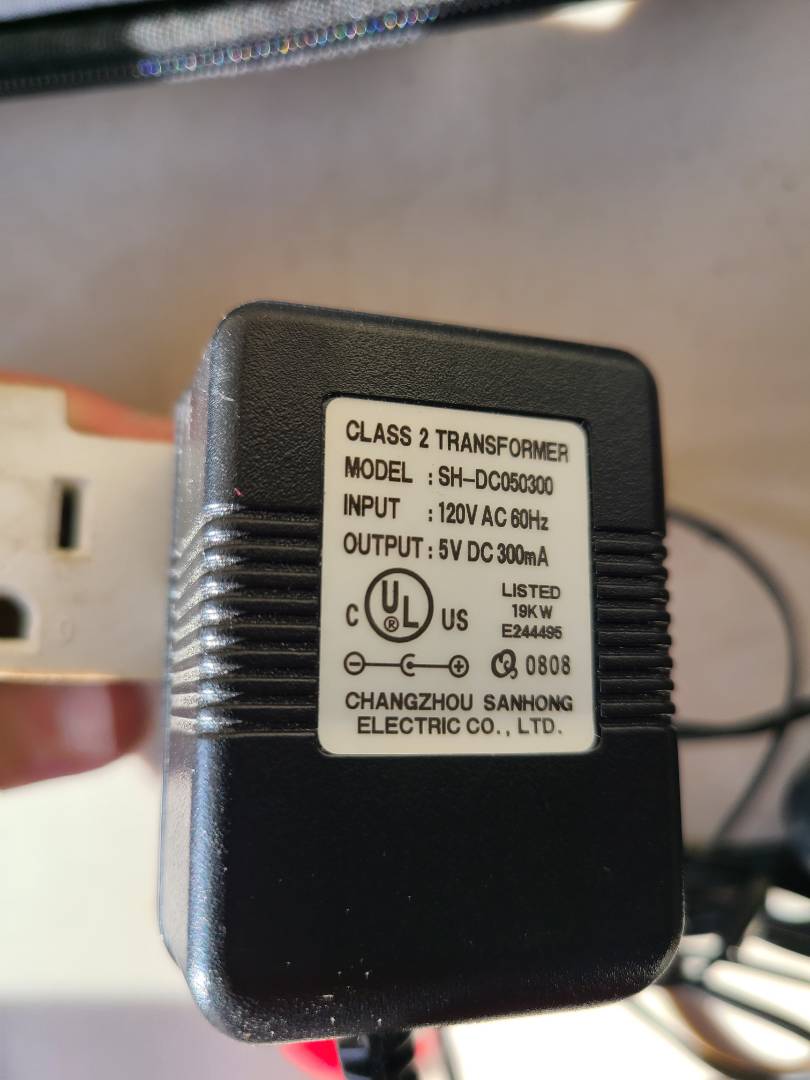 CLASS 2 TRANSFORMER
MODEL : SH-DC050300
INPUT : 120V AC 60Hz
OUTPUT : 5V DC 300mA
C UL ® US
LISTED
19KW
E244495
0808
CHANGZHOU SANHONG
ELECTRIC CO., LTD.